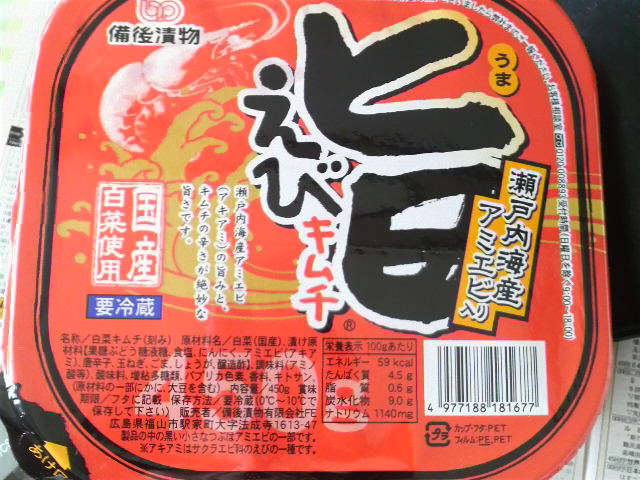 備後漬物
うま
旨
えび
キムチ
®
瀬戸内海産
アミエビ入り
瀬戸内海産アミエビ
(アキアミ)の旨みと、
キムチの辛さが絶妙な
旨さです。
国産
白菜使用
要冷蔵
名称/白菜キムチ(刻み) 原材料名/白菜(国産)、漬け原
材料[果糖ぶどう糖液糖、食塩、にんにく、アミエビ(アキア
ミ)、唐辛子、玉ねぎ、ごま、しょうが、醸造酢]、調味料(アミノ
酸等)、酸味料、増粘多糖類、パプリカ色素、香料、キトサン、
(原材料の一部にかに、大豆を含む) 内容量/450g 賞味
期限/フタに記載 保存方法/要冷蔵(0℃〜10℃で
保存して下さい) 販売者/備後漬物有限会社FE
広島県福山市駅家町大字法成寺1613-47
製品の中の黒い小さなつぶはアミエビの一部です。
※アキアミはサクラエビ科のえびの一種です。
栄養表示 100gあたり
エネルギー 59 kcal
たんぱく質 4.5 g
脂質 0.6 g
炭水化物 9.0 g
ナトリウム 1140mg
4 977188 181677
プラ
カップ・フタ:PET
フィルム:PE,PET
あけ口